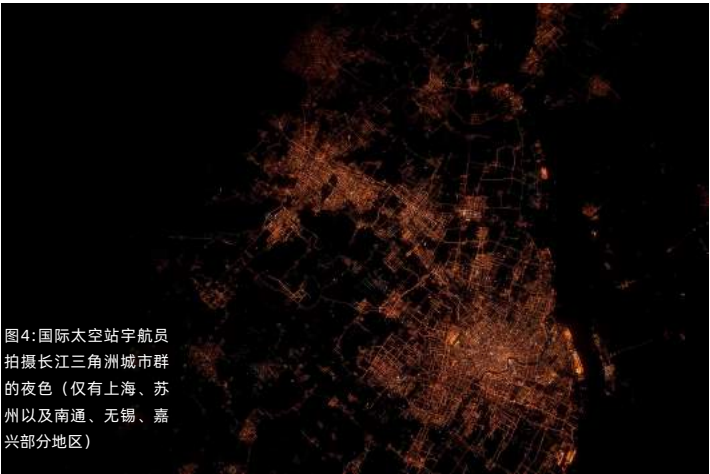 图4:国际太空站宇航员
拍摄长江三角洲城市群
的夜色（仅有上海、苏
州以及南通、无锡、嘉
兴部分地区）